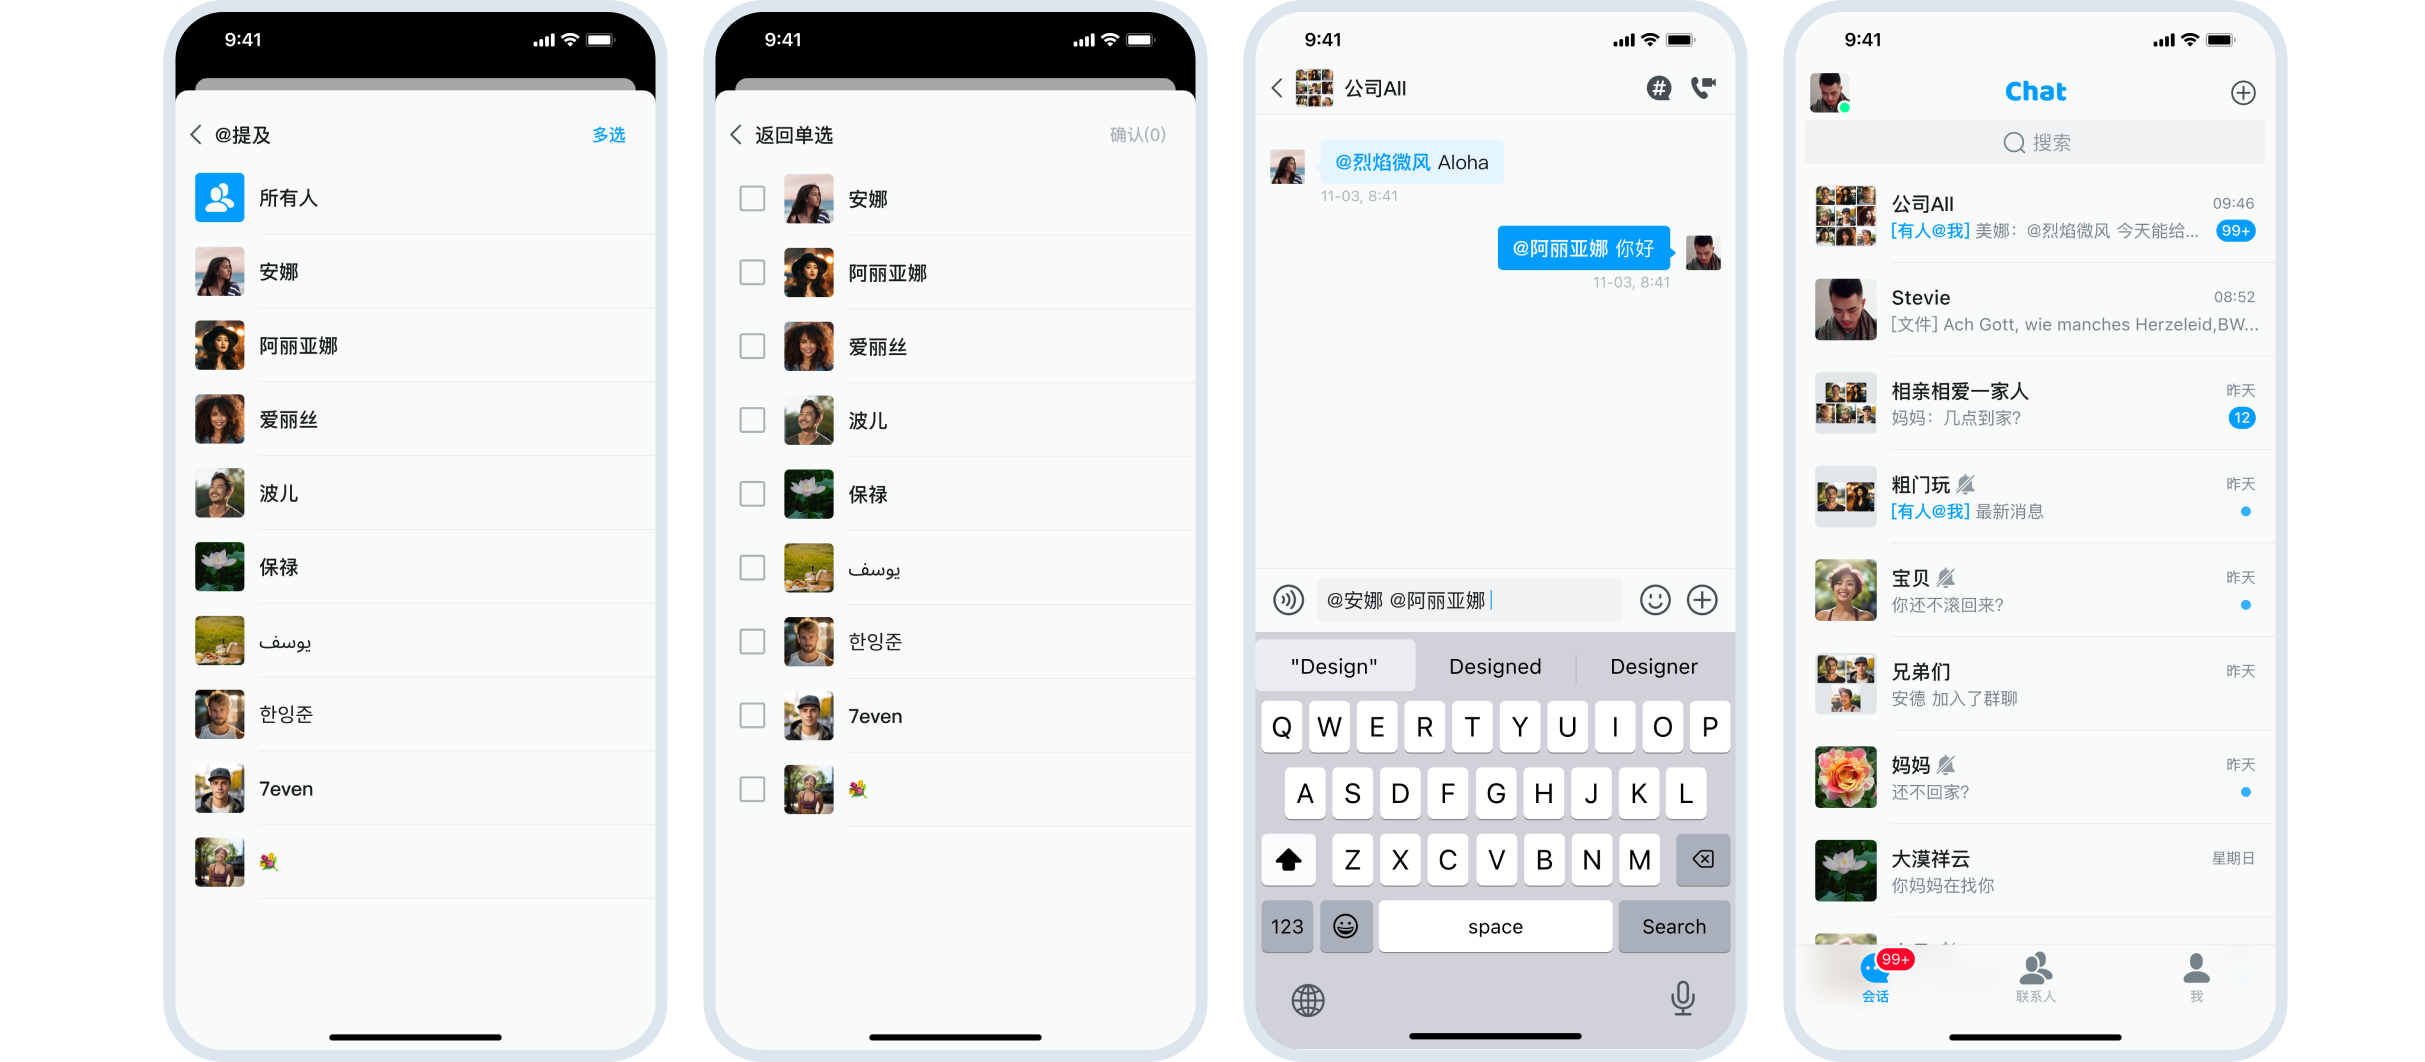 9:41
@提及
多选
所有人
安娜
阿丽亚娜
爱丽丝
波儿
保禄
يوسف
한잉준
7even
9:41
返回单选
确认(0)
安娜
阿丽亚娜
爱丽丝
波儿
保禄
يوسف
한잉준
7even
9:41
公司All
@烈焰微风 Aloha
11-03, 8:41
@阿丽亚娜 你好
11-03, 8:41
@安娜 @阿丽亚娜
"Design" Designed Designer
Q W E R T Y U I O P
A S D F G H J K L
Z X C V B N M
123 space Search
9:41
Chat
搜索
公司All 09:46
[有人@我] 美娜：@烈焰微风 今天能给... 99+
Stevie 08:52
[文件] Ach Gott, wie manches Herzeleid,BW...
相亲相爱一家人 昨天
妈妈：几点到家? 12
粗门玩 昨天
[有人@我] 最新消息
宝贝 昨天
你还不滚回来?
兄弟们 昨天
安德 加入了群聊
妈妈 昨天
还不回家?
大漠祥云 星期日
你妈妈在找你
99+
会话 联系人 我